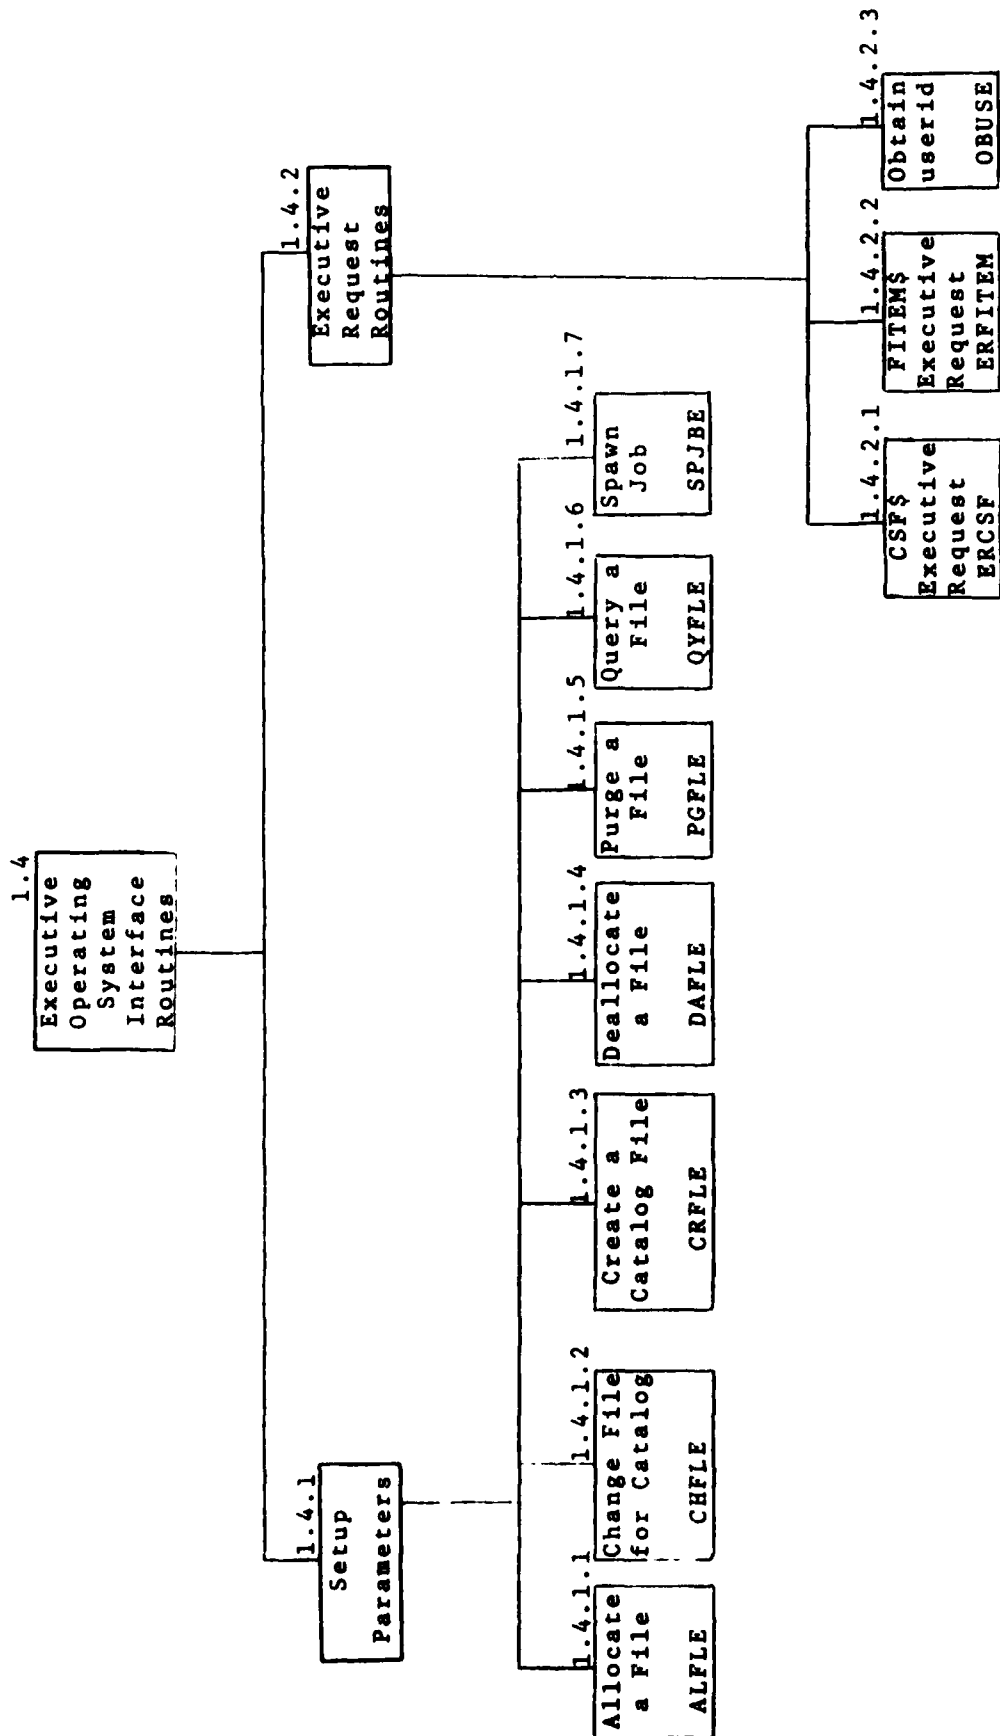 1.4
Executive
Operating
System
Interface
Routines
1.4.1
Setup
Parameters
1.4.2
Executive
Request
Routines
1.4.1.1
Allocate
a File
ALFLE
1.4.1.2
Change File
for Catalog
CHFLE
1.4.1.3
Create a
Catalog File
CRFLE
1.4.1.4
Deallocate
a File
DAFLE
1.4.1.5
Purge a
File
PGFLE
1.4.1.6
Query a
File
QYFLE
1.4.1.7
Spawn
Job
SPJBE
1.4.2.1
CSF$
Executive
Request
ERCSF
1.4.2.2
FITEM$
Executive
Request
ERFITEM
1.4.2.3
Obtain
userid
OBUSE